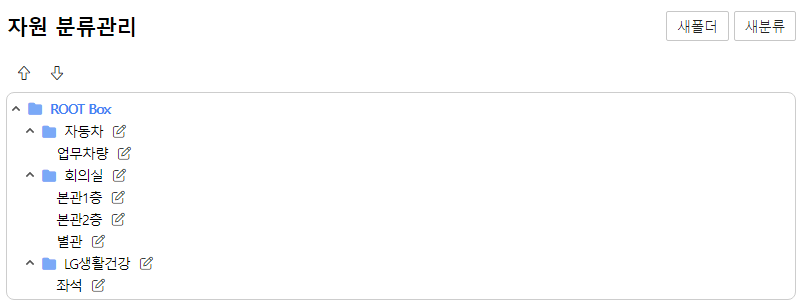 자원 분류관리
새폴더 새분류
ROOT Box
자동차
업무차량
회의실
본관1층
본관2층
별관
LG생활건강
좌석